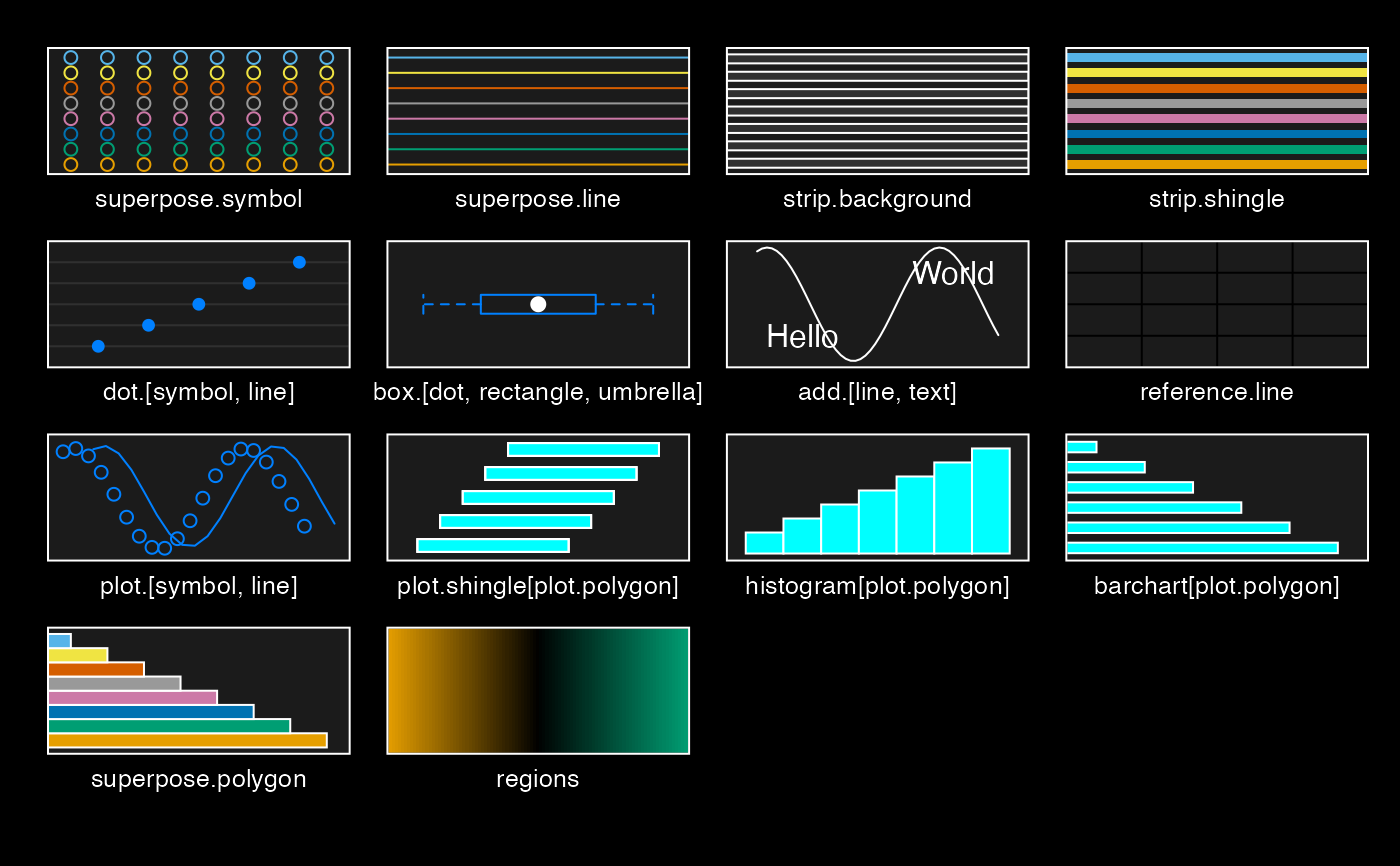 superpose.symbol
superpose.line
strip.background
strip.shingle
World
Hello
dot.[symbol, line]
box.[dot, rectangle, umbrella]
add.[line, text]
reference.line
plot.[symbol, line]
plot.shingle[plot.polygon]
histogram[plot.polygon]
barchart[plot.polygon]
superpose.polygon
regions